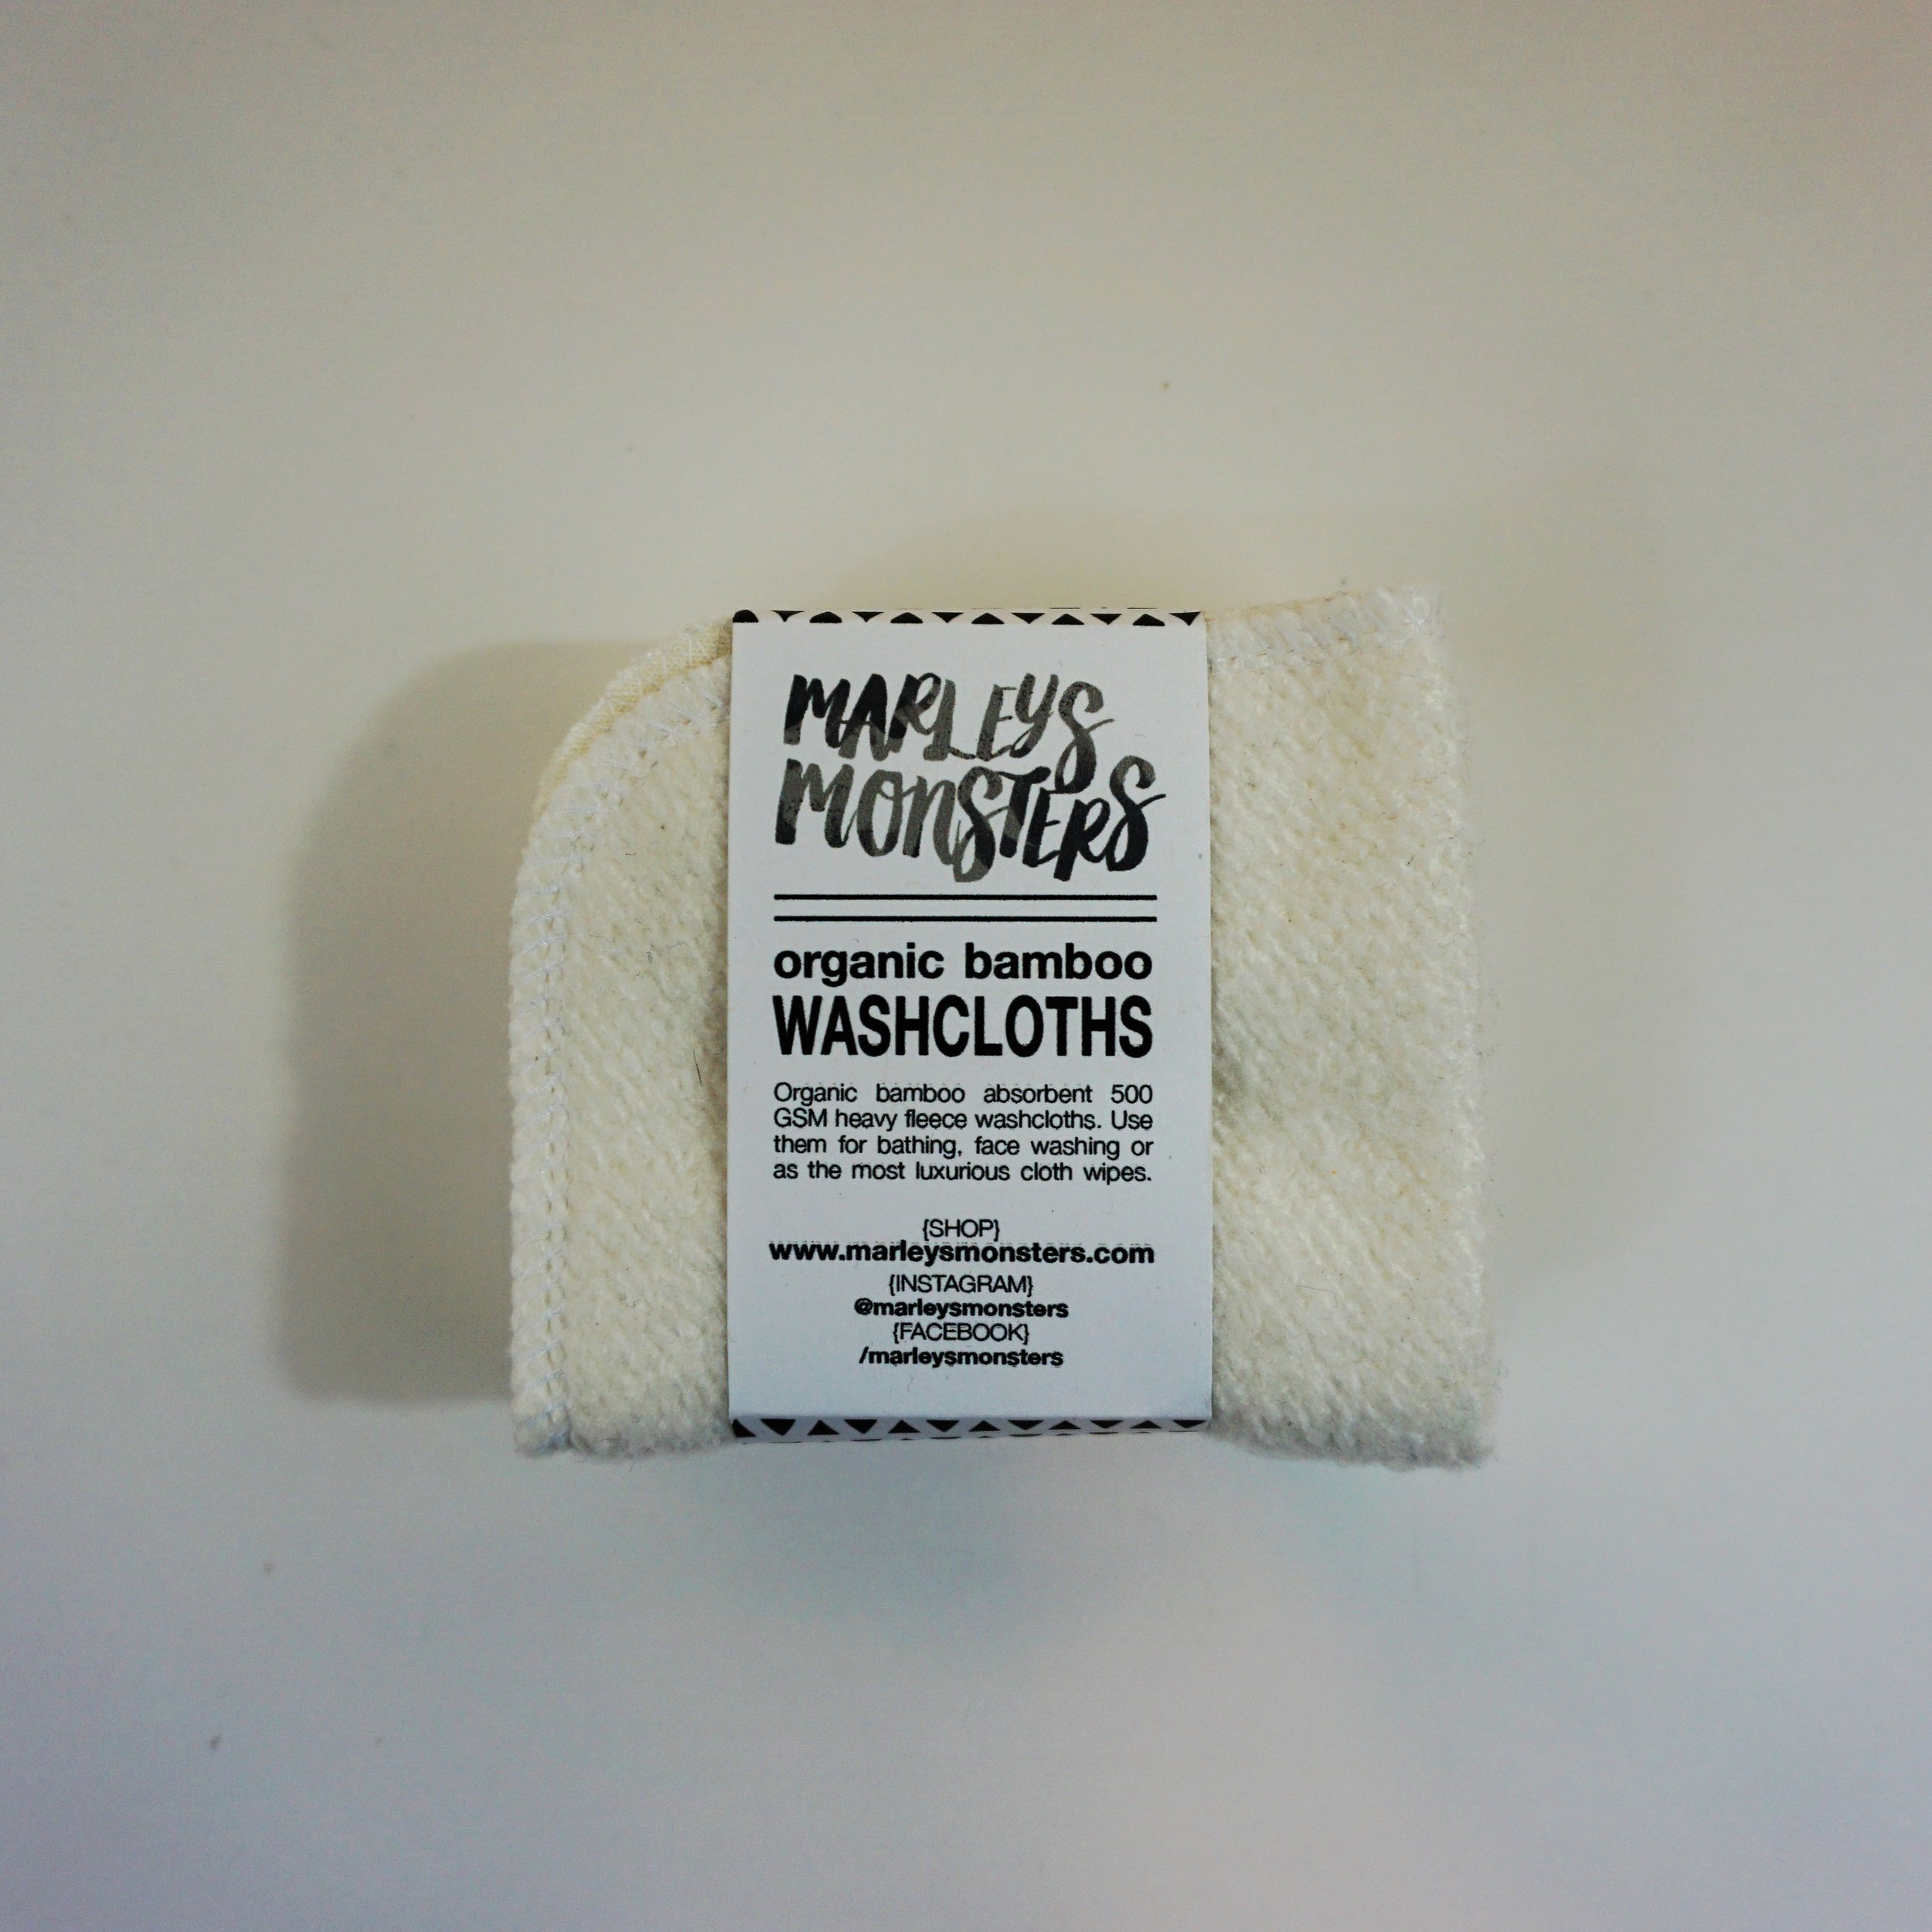 MARLEYS
MONSTERS
organic bamboo
WASHCLOTHS
Organic bamboo absorbent 500
GSM heavy fleece washcloths. Use
them for bathing, face washing or
as the most luxurious cloth wipes.
{SHOP}
www.marleysmonsters.com
{INSTAGRAM}
@marleysmonsters
{FACEBOOK}
/marleysmonsters